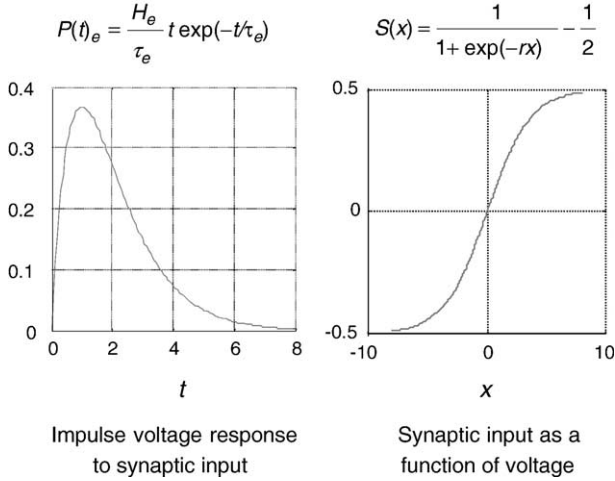 P(t)e = He/τe t exp(-t/τe)
S(x) = 1/(1+ exp(-rx)) - 1/2
0.4
0.3
0.2
0.1
0
0 2 4 6 8
t
Impulse voltage response
to synaptic input
0.5
0
-0.5
-10 0 10
x
Synaptic input as a
function of voltage